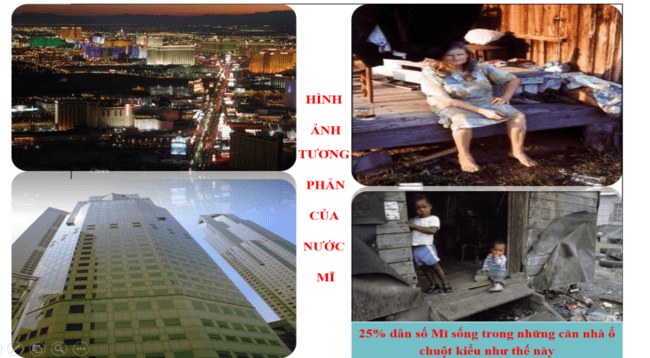 HÌNH
ẢNH
TƯƠNG
PHẢN
CỦA
NƯỚC
MĨ
25% dân số Mĩ sống trong những căn nhà ổ
chuột kiểu như thế này